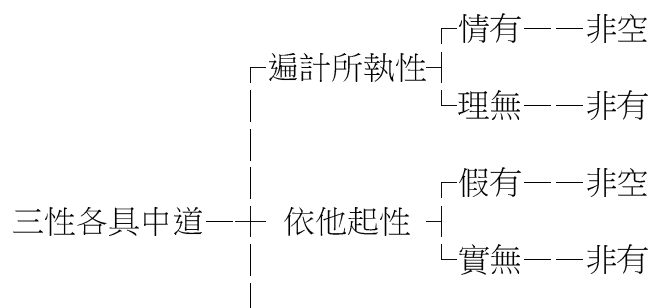 情有——非空
遍計所執性
理無——非有
假有——非空
三性各具中道——依他起性
實無——非有